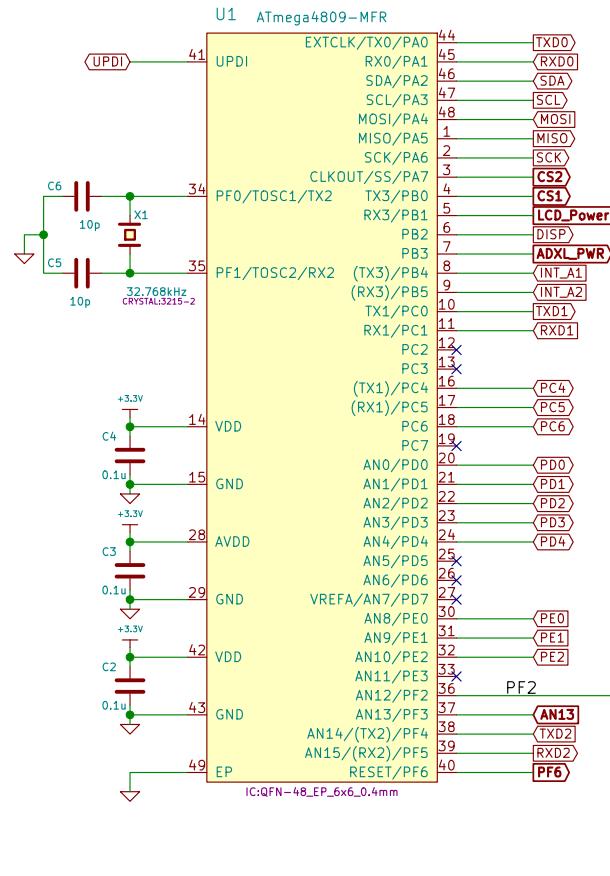 U1 ATmega4809-MFR
EXTCLK/TX0/PA0 44 TXD0
UPDI 41 UPDI RX0/PA1 45 RXD0
SDA/PA2 46 SDA
SCL/PA3 47 SCL
MOSI/PA4 48 MOSI
MISO/PA5 1 MISO
SCK/PA6 2 SCK
CLKOUT/SS/PA7 3 CS2
C6 34 PF0/TOSC1/TX2 TX3/PB0 4 CS1
10p X1 RX3/PB1 5 LCD_Power
PB2 6 DISP
PB3 7 ADXL_PWR
C5 35 PF1/TOSC2/RX2 (TX3)/PB4 8 INT_A1
10p 32.768kHz (RX3)/PB5 9 INT_A2
CRYSTAL:3215-2
TX1/PC0 10 TXD1
RX1/PC1 11 RXD1
PC2 12
PC3 13
+3.3V (TX1)/PC4 16 PC4
(RX1)/PC5 17 PC5
14 VDD PC6 18 PC6
C4 PC7 19
0.1u AN0/PD0 20 PD0
15 GND AN1/PD1 21 PD1
AN2/PD2 22 PD2
+3.3V AN3/PD3 23 PD3
28 AVDD AN4/PD4 24 PD4
C3 AN5/PD5 25
0.1u AN6/PD6 26
29 GND VREFA/AN7/PD7 27
AN8/PE0 30 PE0
+3.3V AN9/PE1 31 PE1
42 VDD AN10/PE2 32 PE2
C2 AN11/PE3 33
0.1u AN12/PF2 36 PF2
43 GND AN13/PF3 37 AN13
AN14/(TX2)/PF4 38 TXD2
AN15/(RX2)/PF5 39 RXD2
49 EP RESET/PF6 40 PF6
IC:QFN-48_EP_6x6_0.4mm